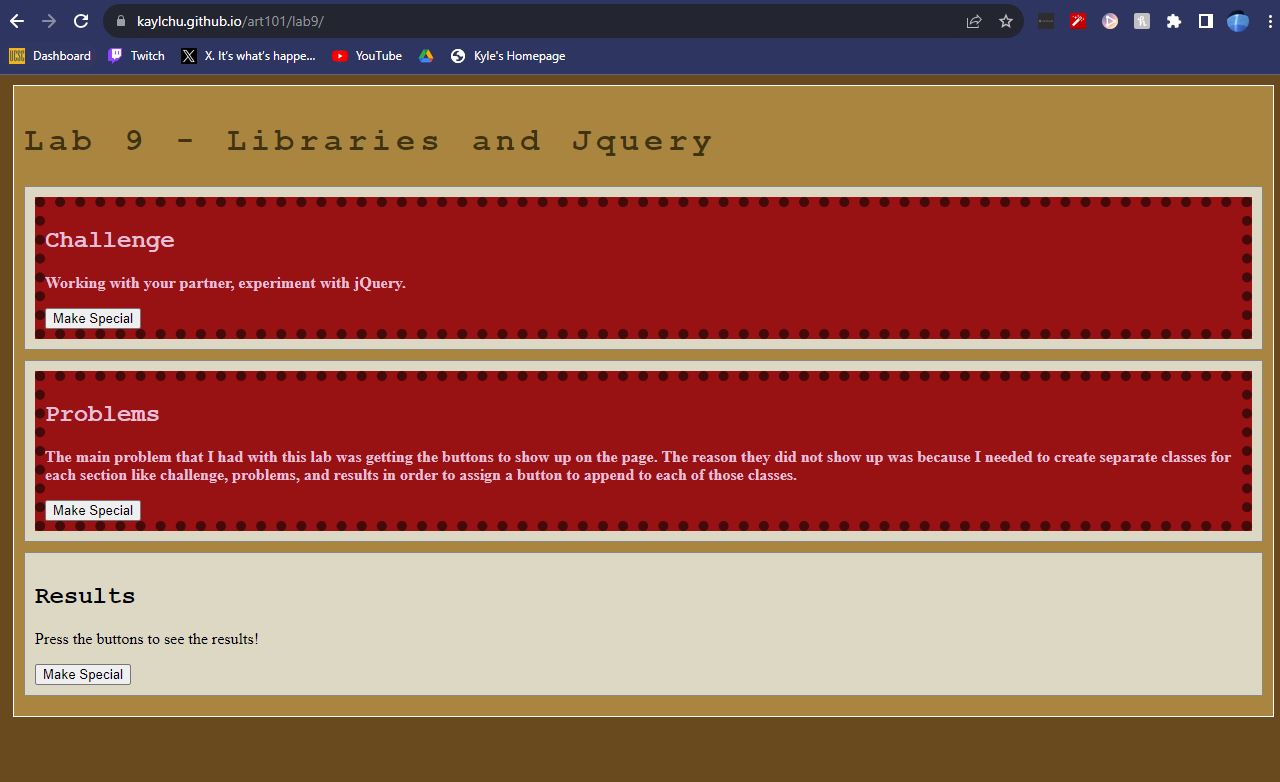 kaylchu.github.io/art101/lab9/
Dashboard Twitch X. It's what's happe... YouTube Kyle's Homepage
Lab 9 - Libraries and Jquery
Challenge
Working with your partner, experiment with jQuery.
Make Special
Problems
The main problem that I had with this lab was getting the buttons to show up on the page. The reason they did not show up was because I needed to create separate classes for
each section like challenge, problems, and results in order to assign a button to append to each of those classes.
Make Special
Results
Press the buttons to see the results!
Make Special